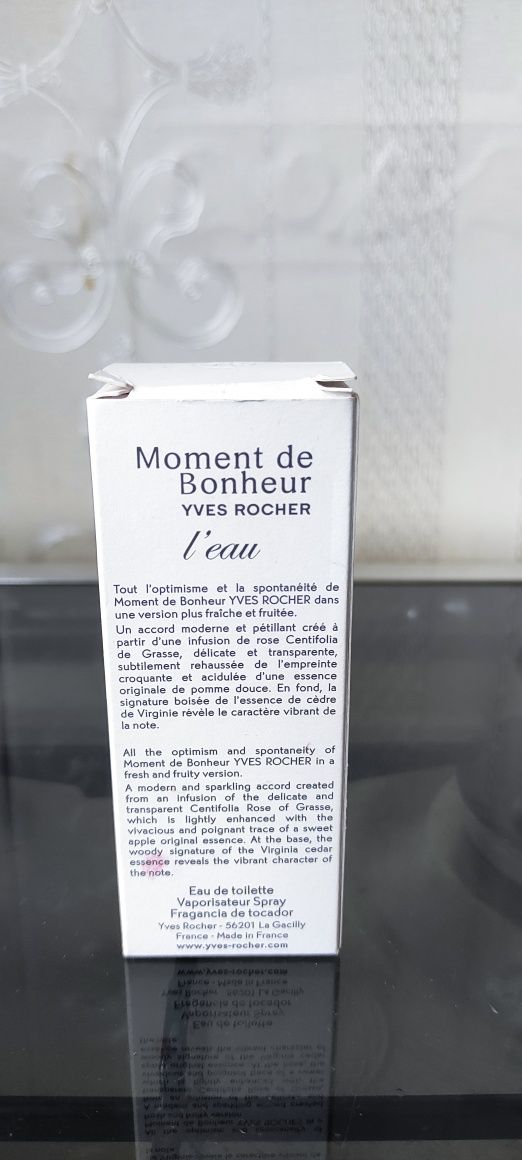 Moment de
Bonheur
YVES ROCHER
l'eau
Tout l'optimisme et la spontanéité de
Moment de Bonheur YVES ROCHER dans
une version plus fraîche et fruitée.
Un accord moderne et pétillant créé à
partir d'une infusion de rose Centifolia
de Grasse, délicate et transparente,
subtilement rehaussée de l'empreinte
croquante et acidulée d'une essence
originale de pomme douce. En fond, la
signature boisée de l'essence de cèdre
de Virginie révèle le caractère vibrant de
la note.
All the optimism and spontaneity of
Moment de Bonheur YVES ROCHER in a
fresh and fruity version.
A modern and sparkling accord created
from an infusion of the delicate and
transparent Centifolia Rose of Grasse,
which is lightly enhanced with the
vivacious and poignant trace of a sweet
apple original essence. At the base, the
woody signature of the Virginia cedar
essence reveals the vibrant character of
the note.
Eau de toilette
Vaporisateur Spray
Fragancia de tocador
Yves Rocher - 56201 La Gacilly
France - Made in France
www.yves-rocher.com